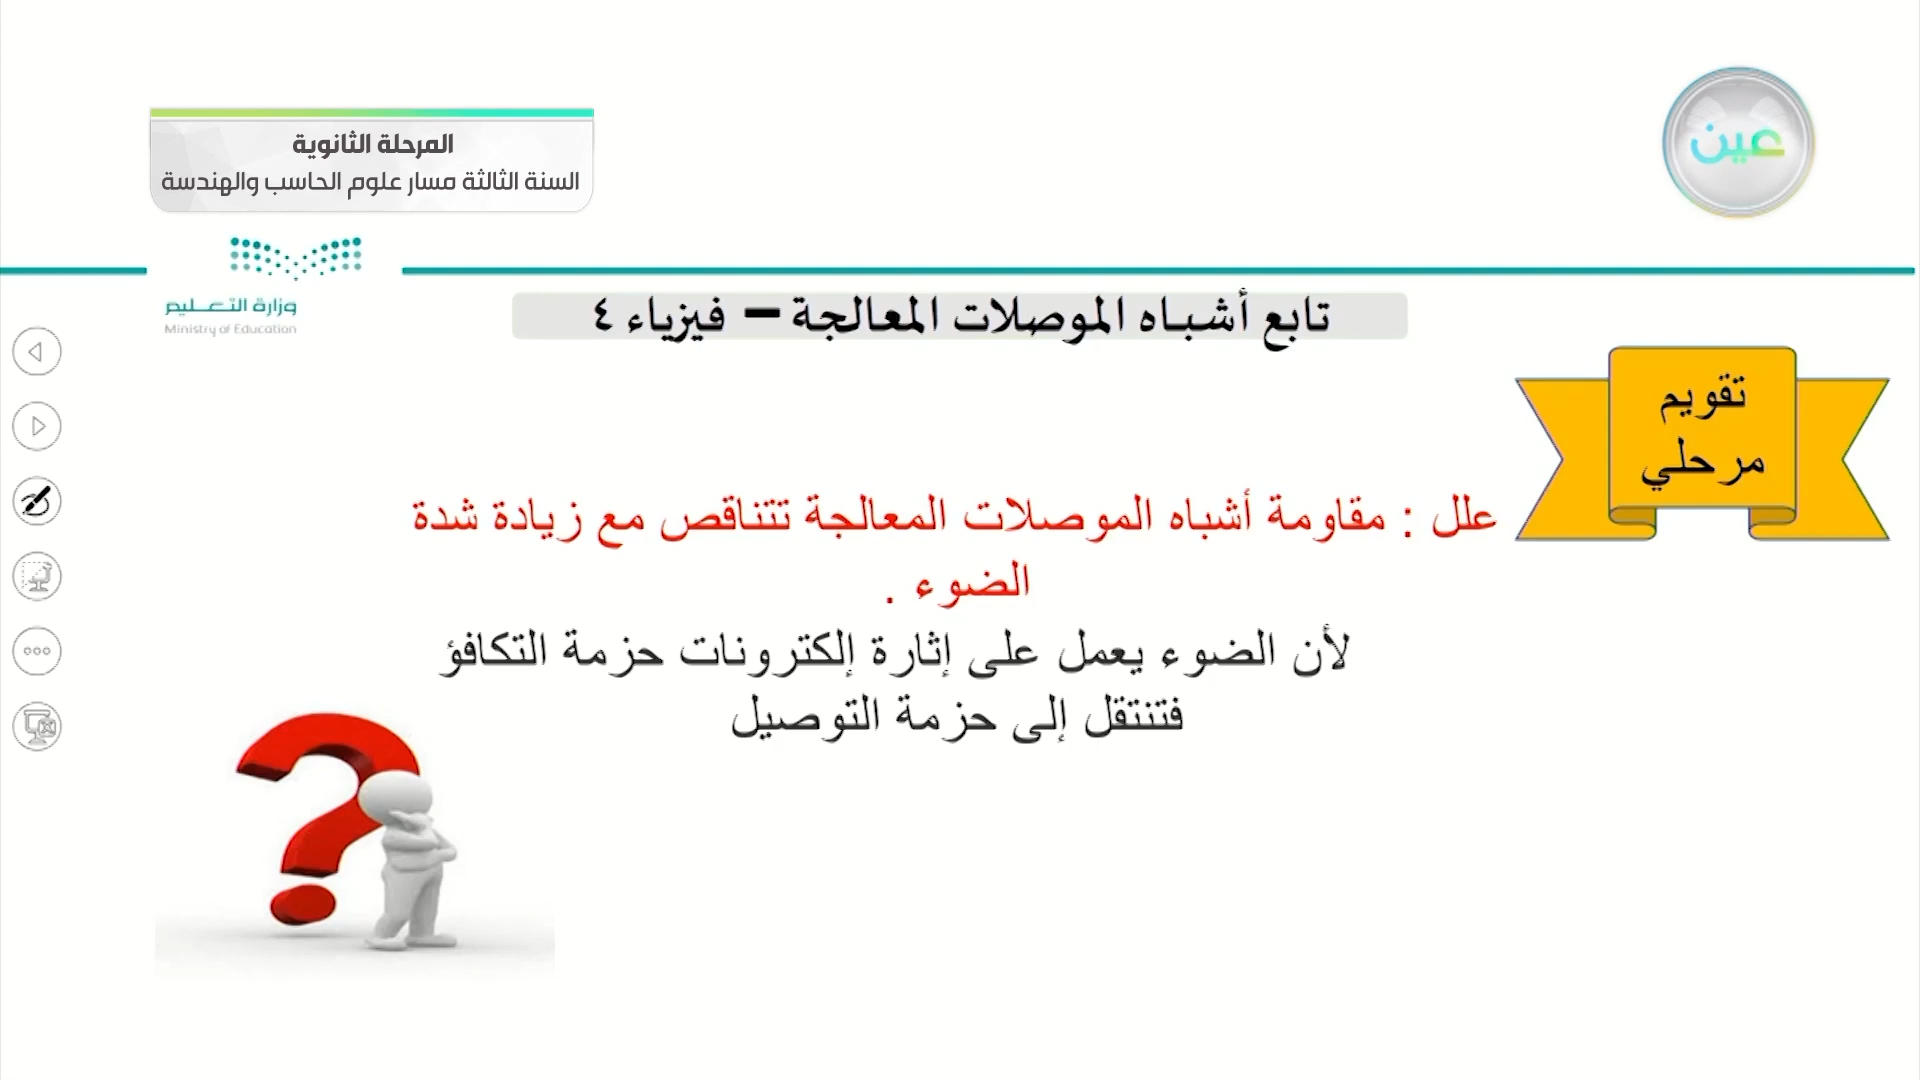 المرحلة الثانوية
السنة الثالثة مسار علوم الحاسب والهندسة
عين
وزارة التعليم
Ministry of Education
تابع أشباه الموصلات المعالجة – فيزياء ٤
تقويم
مرحلي
علل : مقاومة أشباه الموصلات المعالجة تتناقص مع زيادة شدة
الضوء .
لأن الضوء يعمل على إثارة إلكترونات حزمة التكافؤ
فتنتقل إلى حزمة التوصيل